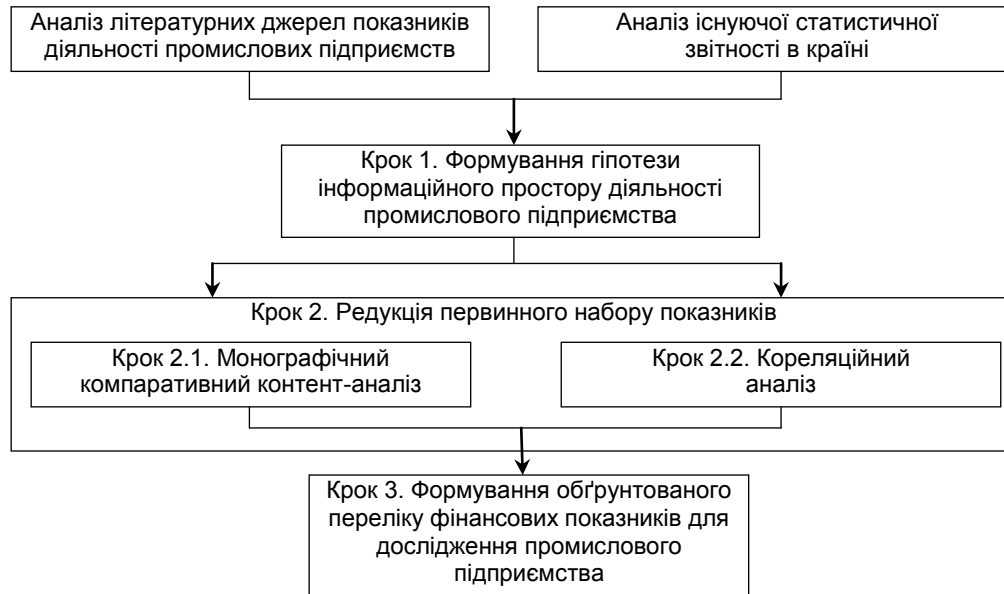 Аналіз літературних джерел показників
діяльності промислових підприємств
Аналіз існуючої статистичної
звітності в країні
Крок 1. Формування гіпотези
інформаційного простору діяльності
промислового підприємства
Крок 2. Редукція первинного набору показників
Крок 2.1. Монографічний
компаративний контент-аналіз
Крок 2.2. Кореляційний
аналіз
Крок 3. Формування обґрунтованого
переліку фінансових показників для
дослідження промислового
підприємства